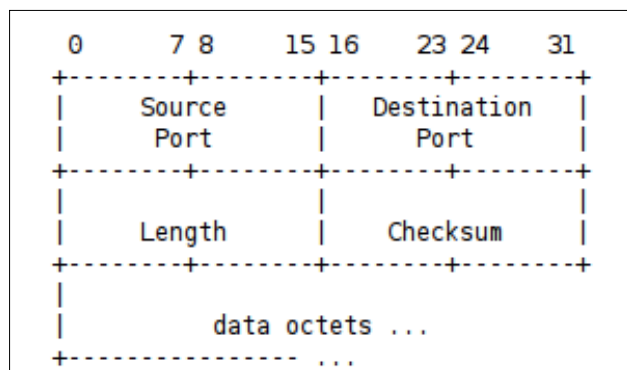 0 7 8 15 16 23 24 31
+--------+--------+--------+--------+
| Source | Destination |
| Port | Port |
+--------+--------+--------+--------+
| | |
| Length | Checksum |
+--------+--------+--------+--------+
|
| data octets ...
+---------------- ...